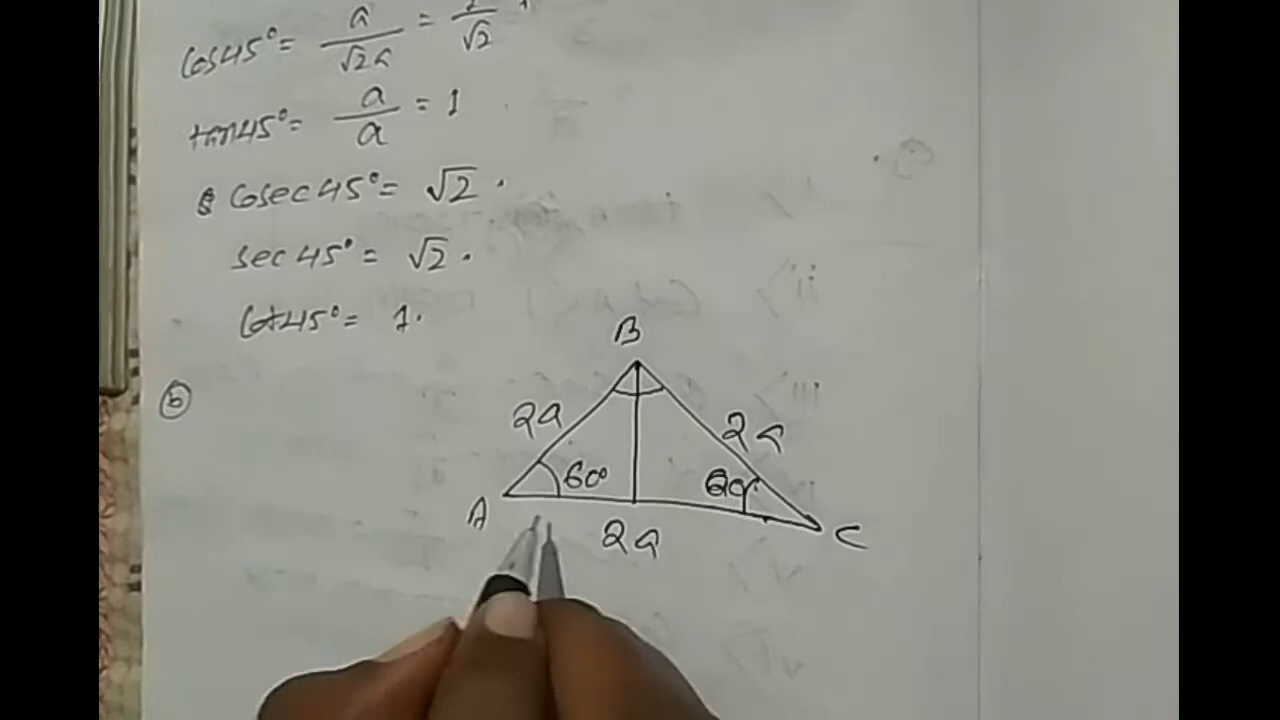 cos45° = a/√2a = 1/√2
tan45° = a/a = 1
cosec45° = √2.
sec45° = √2.
Cot45° = 1.
b
B
2a 2a
60° 60°
A C
2a